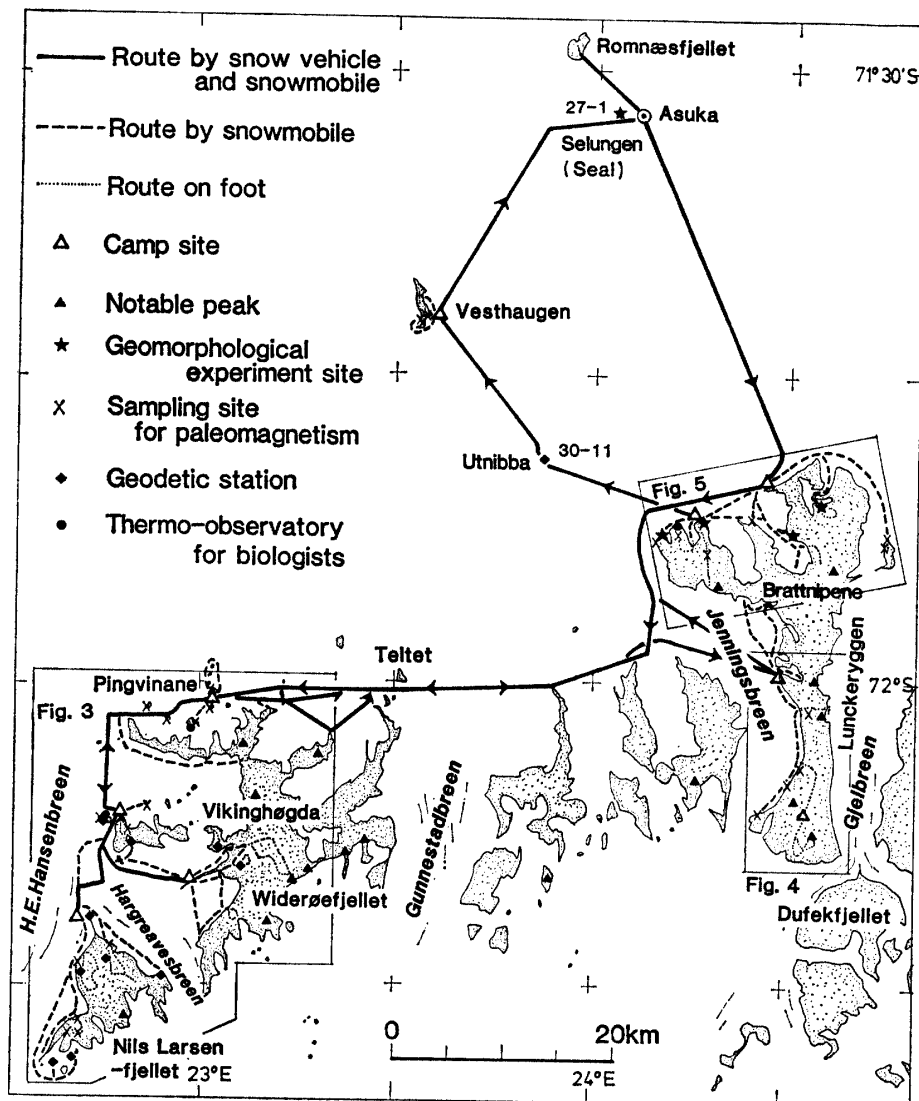 Route by snow vehicle
and snowmobile
Route by snowmobile
Route on foot
Camp site
Notable peak
Geomorphological
experiment site
Sampling site
for paleomagnetism
Geodetic station
Thermo-observatory
for biologists
Romnæsfjellet
71°30'S
27-1
Asuka
Selungen
(Seal)
Vesthaugen
Utnibba
30-11
Fig. 5
Brattnipene
Jenningsbreen
Teltet
72°S
Pingvinane
Fig. 3
Lunckeryggen
Gjelbreen
Vikinghøgda
H.E.Hansenbreen
Gunnestadbreen
Widerøefjellet
Hargreavesbreen
Fig. 4
Dufekfjellet
Nils Larsen
-fjellet
23°E
0
20km
24°E